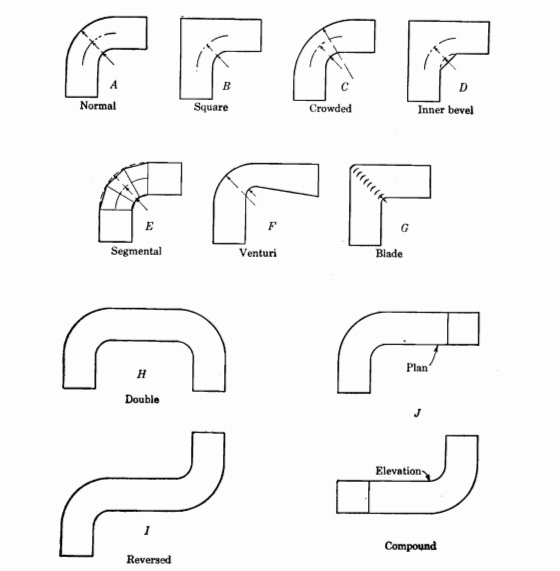 A
Normal
B
Square
C
Crowded
D
Inner bevel
E
Segmental
F
Venturi
G
Blade
H
Double
Plan
J
I
Reversed
Elevation
Compound